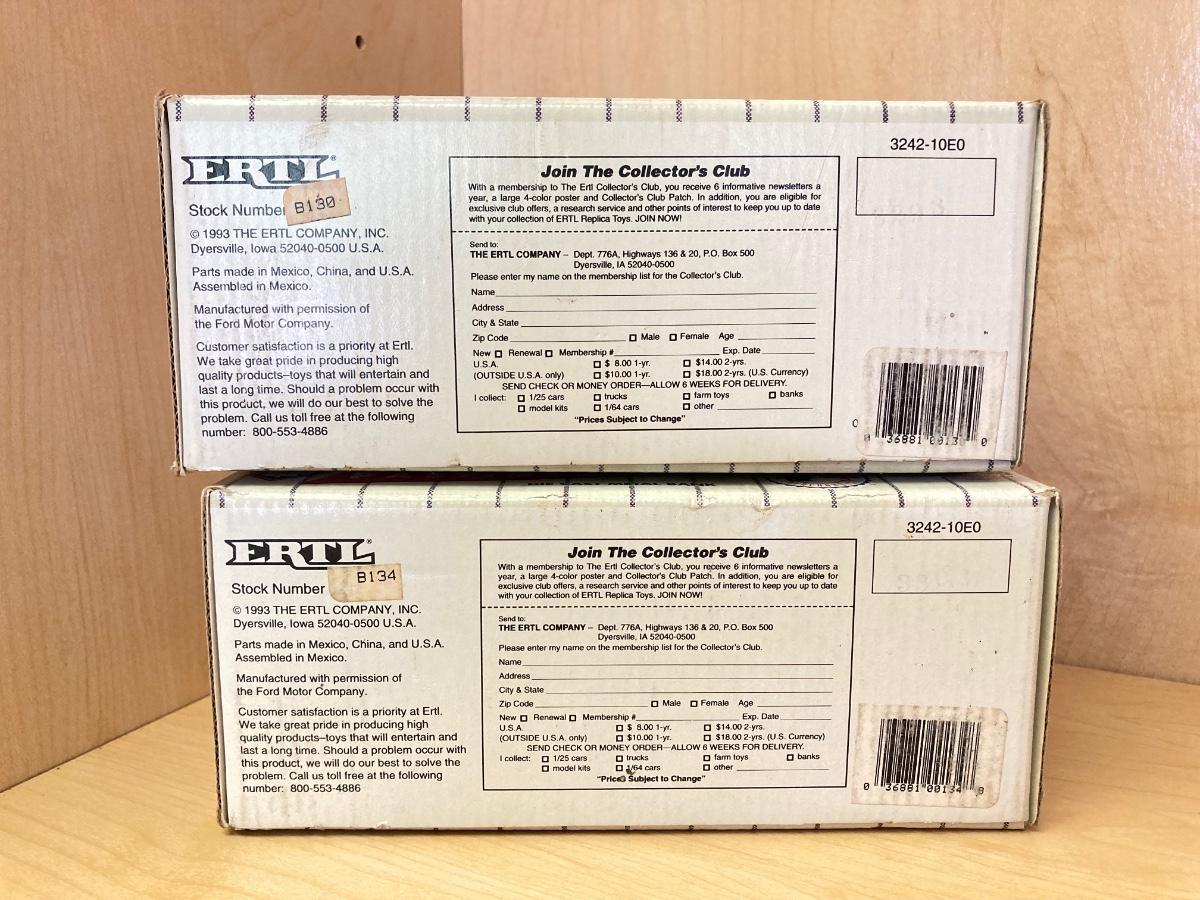 3242-10E0
ERTL®
Stock Number B130
© 1993 THE ERTL COMPANY, INC.
Dyersville, Iowa 52040-0500 U.S.A.
Parts made in Mexico, China, and U.S.A.
Assembled in Mexico.
Manufactured with permission of
the Ford Motor Company.
Customer satisfaction is a priority at Ertl.
We take great pride in producing high
quality products–toys that will entertain and
last a long time. Should a problem occur with
this product, we will do our best to solve the
problem. Call us toll free at the following
number: 800-553-4886
Join The Collector's Club
With a membership to The Ertl Collector's Club, you receive 6 informative newsletters a
year, a large 4-color poster and Collector's Club Patch. In addition, you are eligible for
exclusive club offers, a research service and other points of interest to keep you up to date
with your collection of ERTL Replica Toys. JOIN NOW!
Send to:
THE ERTL COMPANY – Dept. 776A, Highways 136 & 20, P.O. Box 500
Dyersville, IA 52040-0500
Please enter my name on the membership list for the Collector's Club.
Name
Address
City & State
Zip Code Male Female Age
New Renewal Membership # Exp. Date
U.S.A. $ 8.00 1-yr. $14.00 2-yrs.
(OUTSIDE U.S.A. only) $10.00 1-yr. $18.00 2-yrs. (U.S. Currency)
SEND CHECK OR MONEY ORDER—ALLOW 6 WEEKS FOR DELIVERY.
I collect: 1/25 cars trucks farm toys banks
model kits 1/64 cars other
"Prices Subject to Change"
0 36881 0013 0
3242-10E0
ERTL®
Stock Number B134
© 1993 THE ERTL COMPANY, INC.
Dyersville, Iowa 52040-0500 U.S.A.
Parts made in Mexico, China, and U.S.A.
Assembled in Mexico.
Manufactured with permission of
the Ford Motor Company.
Customer satisfaction is a priority at Ertl.
We take great pride in producing high
quality products–toys that will entertain and
last a long time. Should a problem occur with
this product, we will do our best to solve the
problem. Call us toll free at the following
number: 800-553-4886
Join The Collector's Club
With a membership to The Ertl Collector's Club, you receive 6 informative newsletters a
year, a large 4-color poster and Collector's Club Patch. In addition, you are eligible for
exclusive club offers, a research service and other points of interest to keep you up to date
with your collection of ERTL Replica Toys. JOIN NOW!
Send to:
THE ERTL COMPANY – Dept. 776A, Highways 136 & 20, P.O. Box 500
Dyersville, IA 52040-0500
Please enter my name on the membership list for the Collector's Club.
Name
Address
City & State
Zip Code Male Female Age
New Renewal Membership # Exp. Date
U.S.A. $ 8.00 1-yr. $14.00 2-yrs.
(OUTSIDE U.S.A. only) $10.00 1-yr. $18.00 2-yrs. (U.S. Currency)
SEND CHECK OR MONEY ORDER—ALLOW 6 WEEKS FOR DELIVERY.
I collect: 1/25 cars trucks farm toys banks
model kits 1/64 cars other
"Prices Subject to Change"
0 36881 00134 8